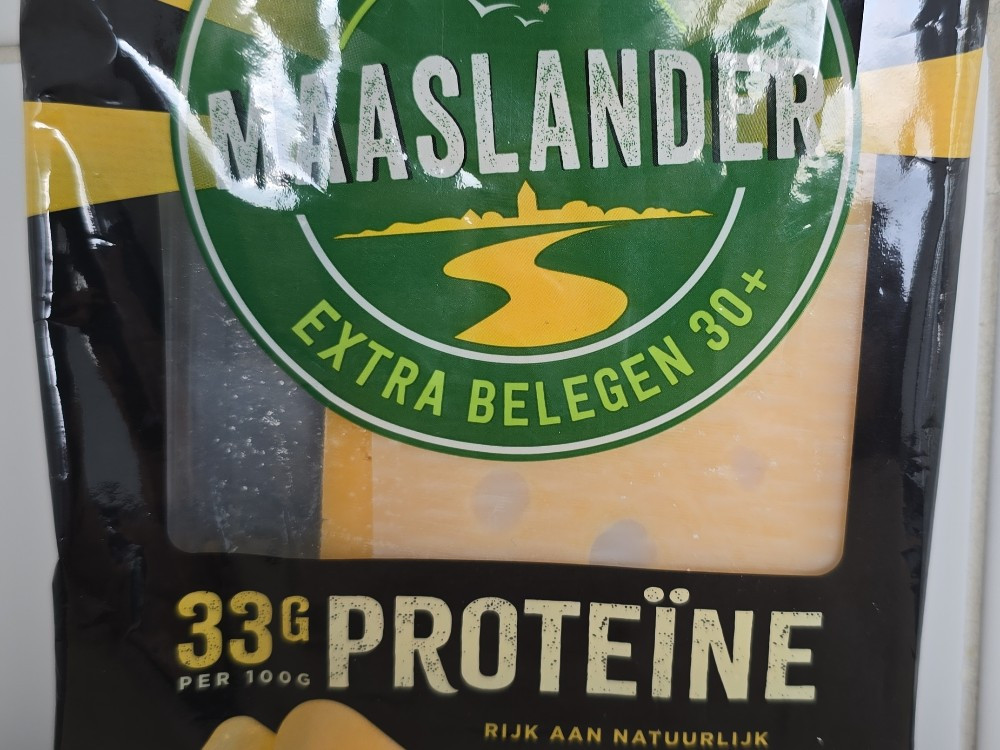 MAASLANDER
EXTRA BELEGEN 30+
33G PROTEÏNE
PER 100G
RIJK AAN NATUURLIJK